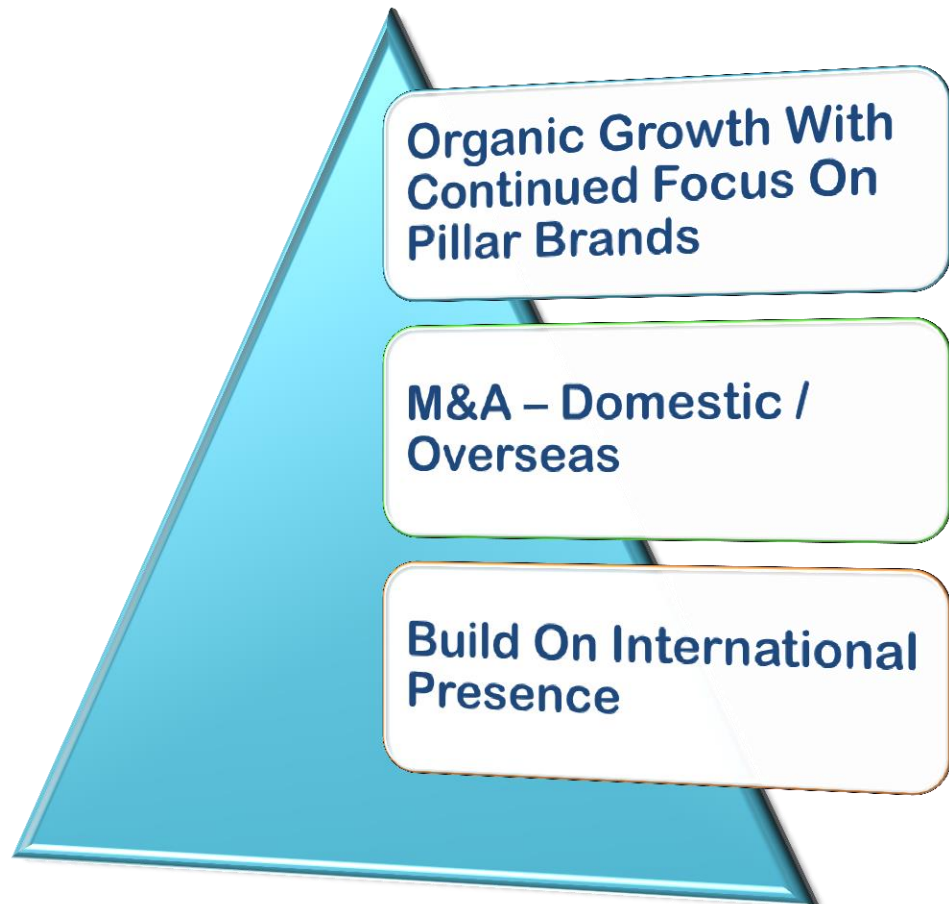 Organic Growth With
Continued Focus On
Pillar Brands
M&A – Domestic /
Overseas
Build On International
Presence